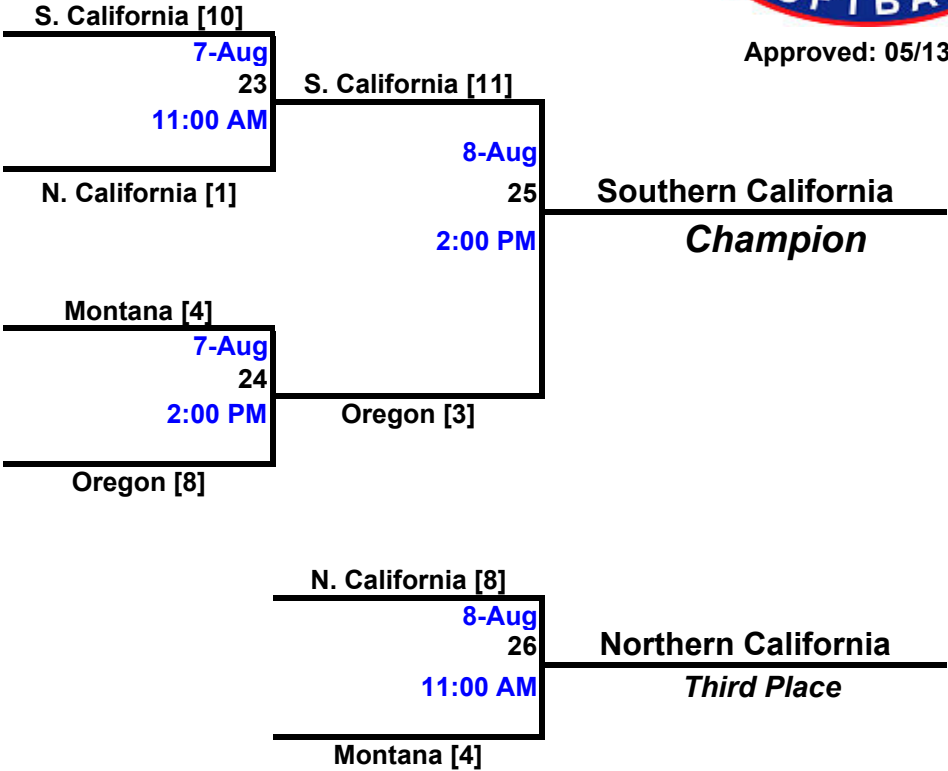 S. California [10]
7-Aug
23
11:00 AM
N. California [1]
S. California [11]
Approved: 05/13
8-Aug
25
2:00 PM
Southern California
Champion
Montana [4]
7-Aug
24
2:00 PM
Oregon [8]
Oregon [3]
N. California [8]
8-Aug
26
11:00 AM
Montana [4]
Northern California
Third Place